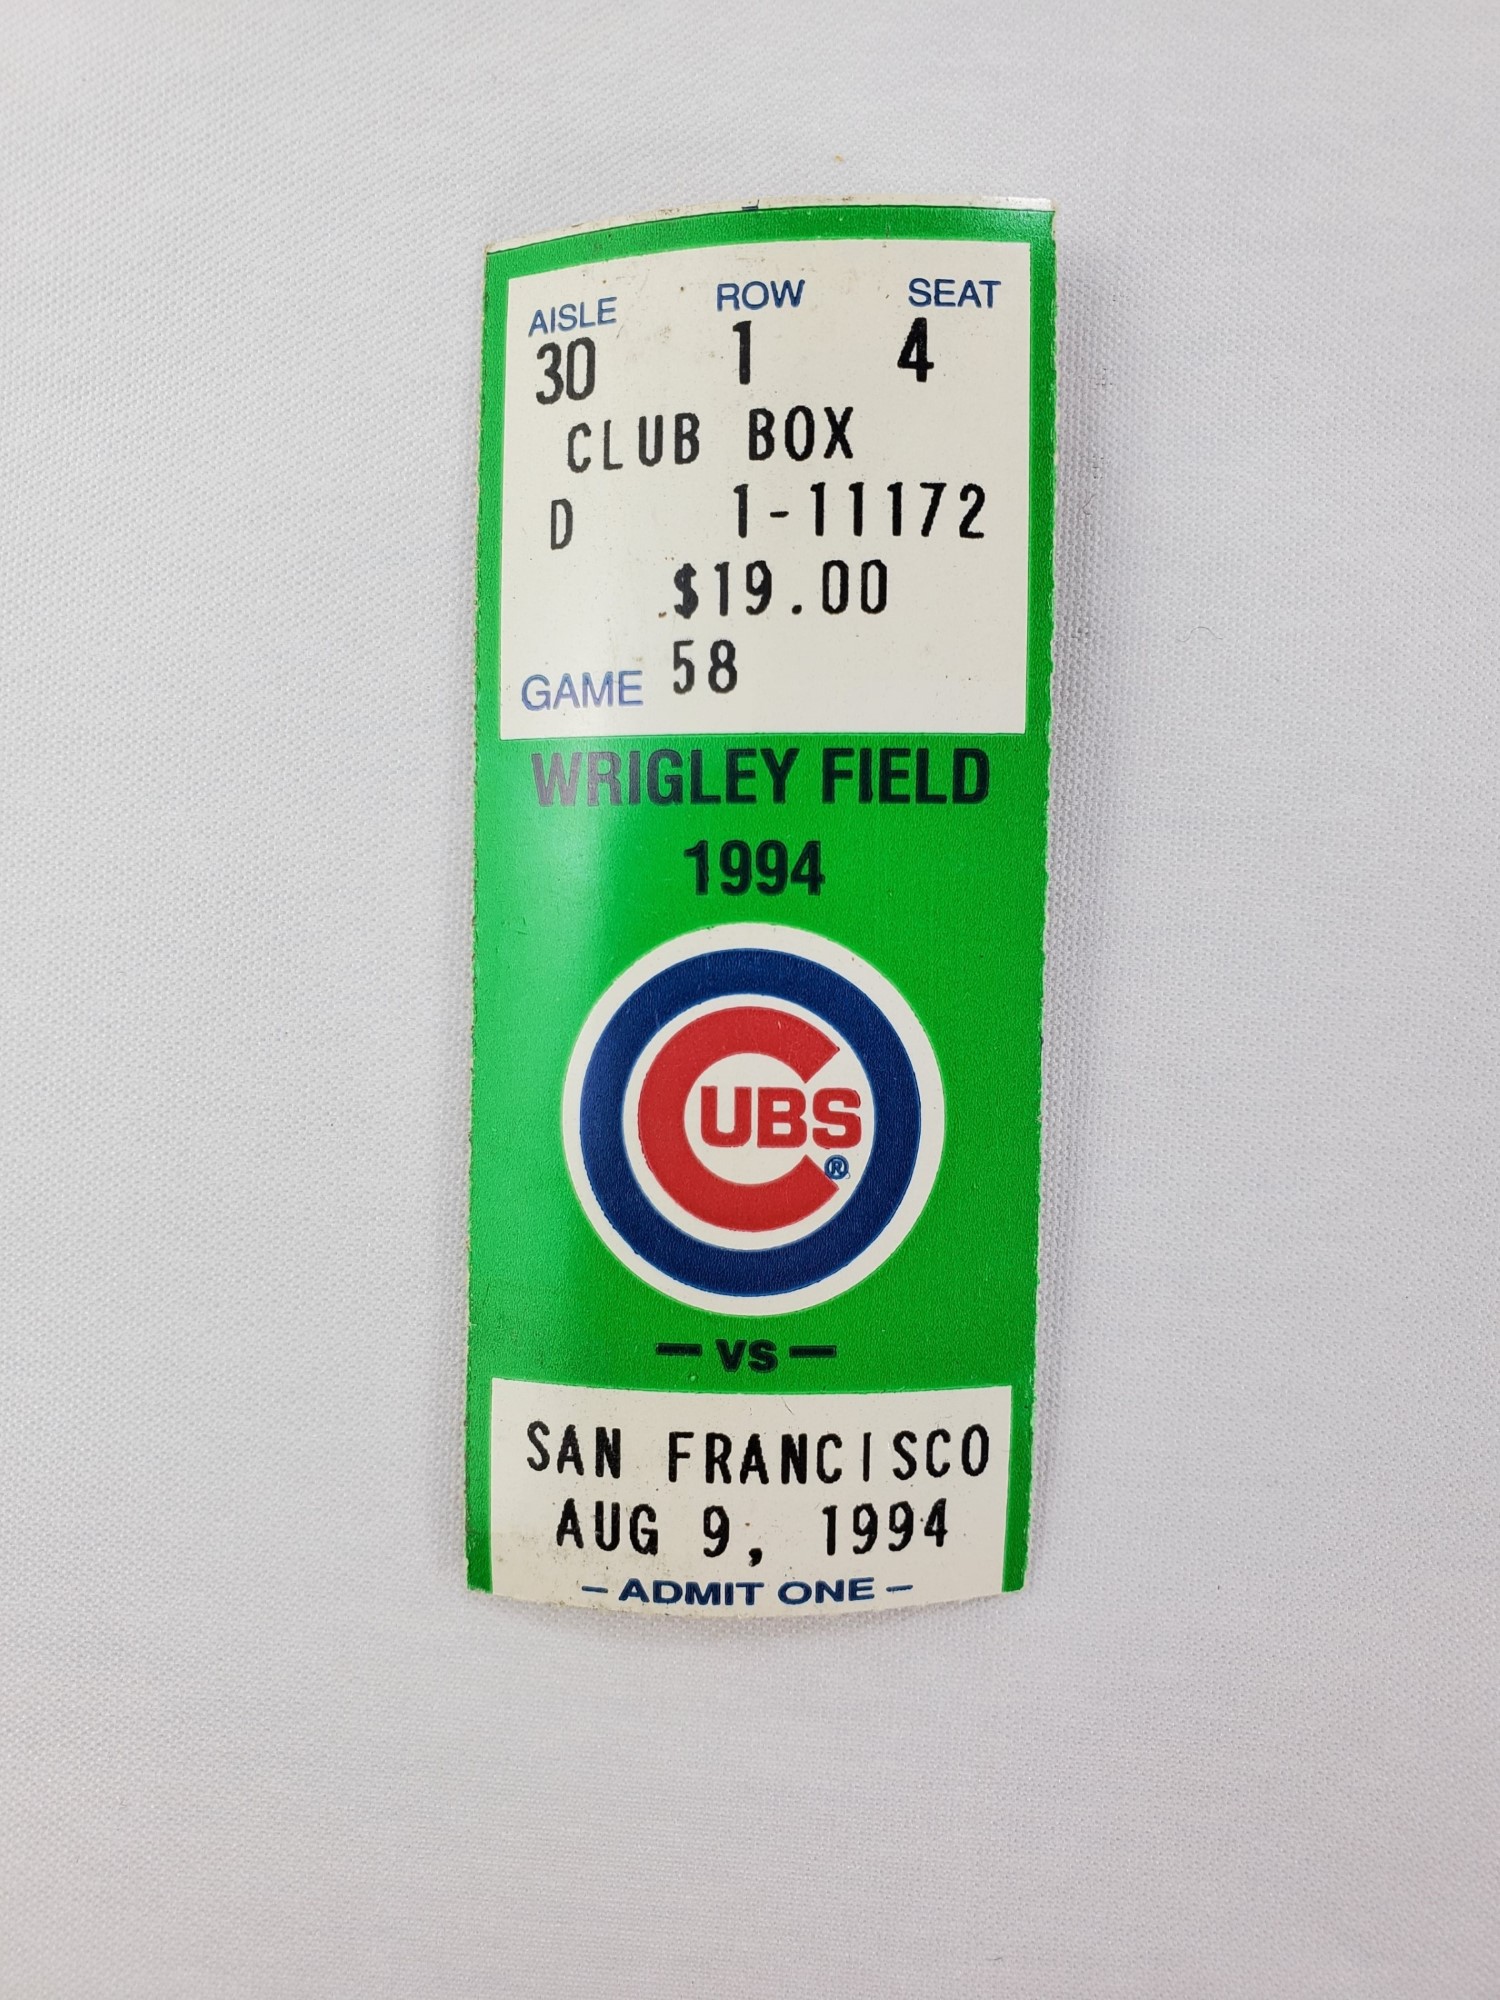 AISLE ROW SEAT
30 1 4
CLUB BOX
D 1-11172
$19.00
GAME 58
WRIGLEY FIELD
1994
CUBS
®
— VS —
SAN FRANCISCO
AUG 9, 1994
– ADMIT ONE –